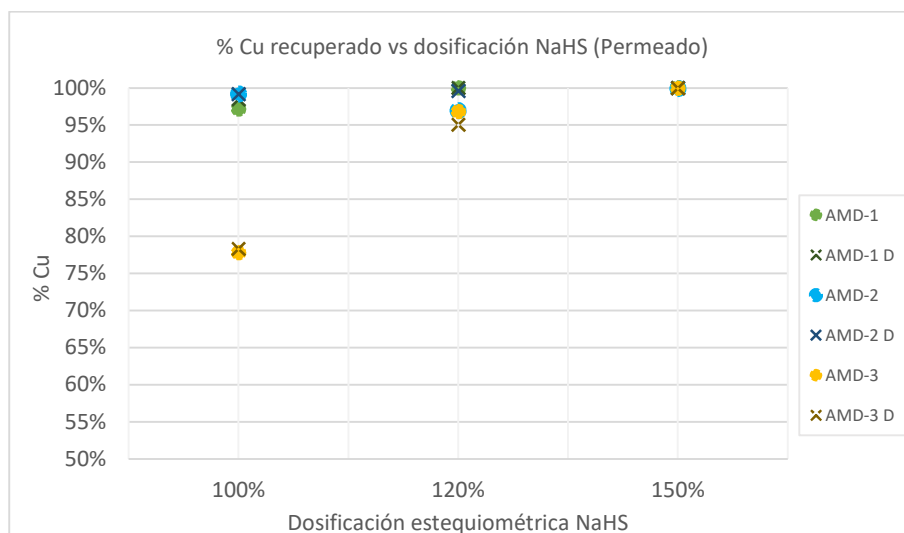 % Cu recuperado vs dosificación NaHS (Permeado)
100%
95%
90%
85%
80%
75%
70%
65%
60%
55%
50%
% Cu
100%
120%
150%
Dosificación estequiométrica NaHS
AMD-1
AMD-1 D
AMD-2
AMD-2 D
AMD-3
AMD-3 D